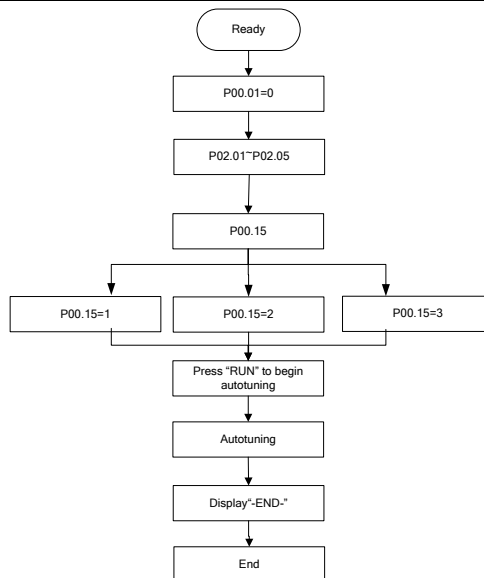 Ready
P00.01=0
P02.01~P02.05
P00.15
P00.15=1
P00.15=2
P00.15=3
Press “RUN” to begin
autotuning
Autotuning
Display“-END-”
End